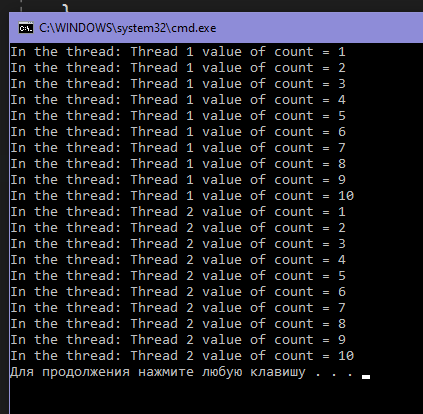 C:\WINDOWS\system32\cmd.exe
In the thread: Thread 1 value of count = 1
In the thread: Thread 1 value of count = 2
In the thread: Thread 1 value of count = 3
In the thread: Thread 1 value of count = 4
In the thread: Thread 1 value of count = 5
In the thread: Thread 1 value of count = 6
In the thread: Thread 1 value of count = 7
In the thread: Thread 1 value of count = 8
In the thread: Thread 1 value of count = 9
In the thread: Thread 1 value of count = 10
In the thread: Thread 2 value of count = 1
In the thread: Thread 2 value of count = 2
In the thread: Thread 2 value of count = 3
In the thread: Thread 2 value of count = 4
In the thread: Thread 2 value of count = 5
In the thread: Thread 2 value of count = 6
In the thread: Thread 2 value of count = 7
In the thread: Thread 2 value of count = 8
In the thread: Thread 2 value of count = 9
In the thread: Thread 2 value of count = 10
Для продолжения нажмите любую клавишу . . .